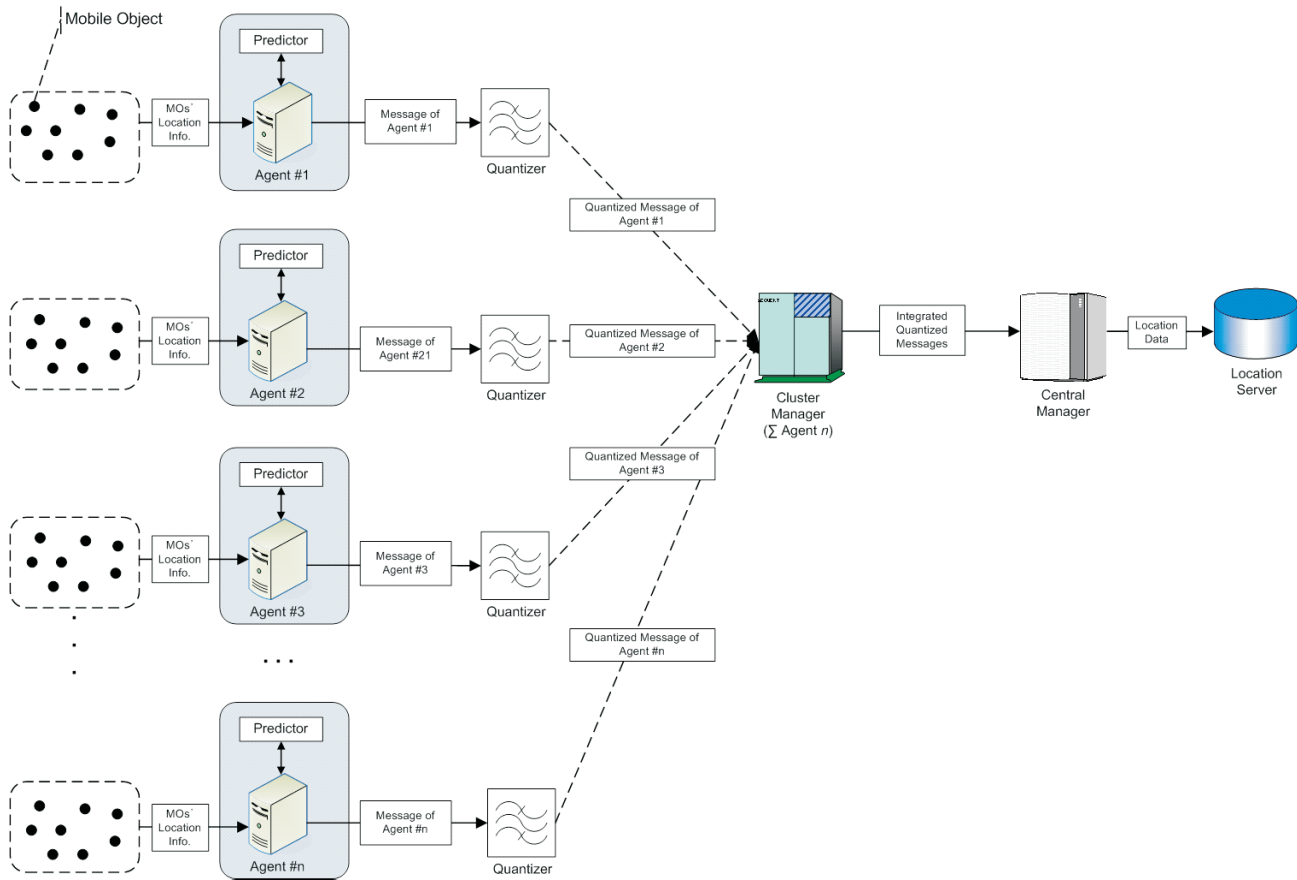 Mobile Object
Predictor
MOs´
Location
Info.
Agent #1
Message of
Agent #1
Quantizer
Quantized Message of
Agent #1
Predictor
MOs´
Location
Info.
Agent #2
Message of
Agent #21
Quantizer
Quantized Message of
Agent #2
Cluster
Manager
(∑ Agent n)
Integrated
Quantized
Messages
Central
Manager
Location
Data
Location
Server
Predictor
MOs´
Location
Info.
Agent #3
Message of
Agent #3
Quantizer
Quantized Message of
Agent #3
Predictor
MOs´
Location
Info.
Agent #n
Message of
Agent #n
Quantizer
Quantized Message of
Agent #n